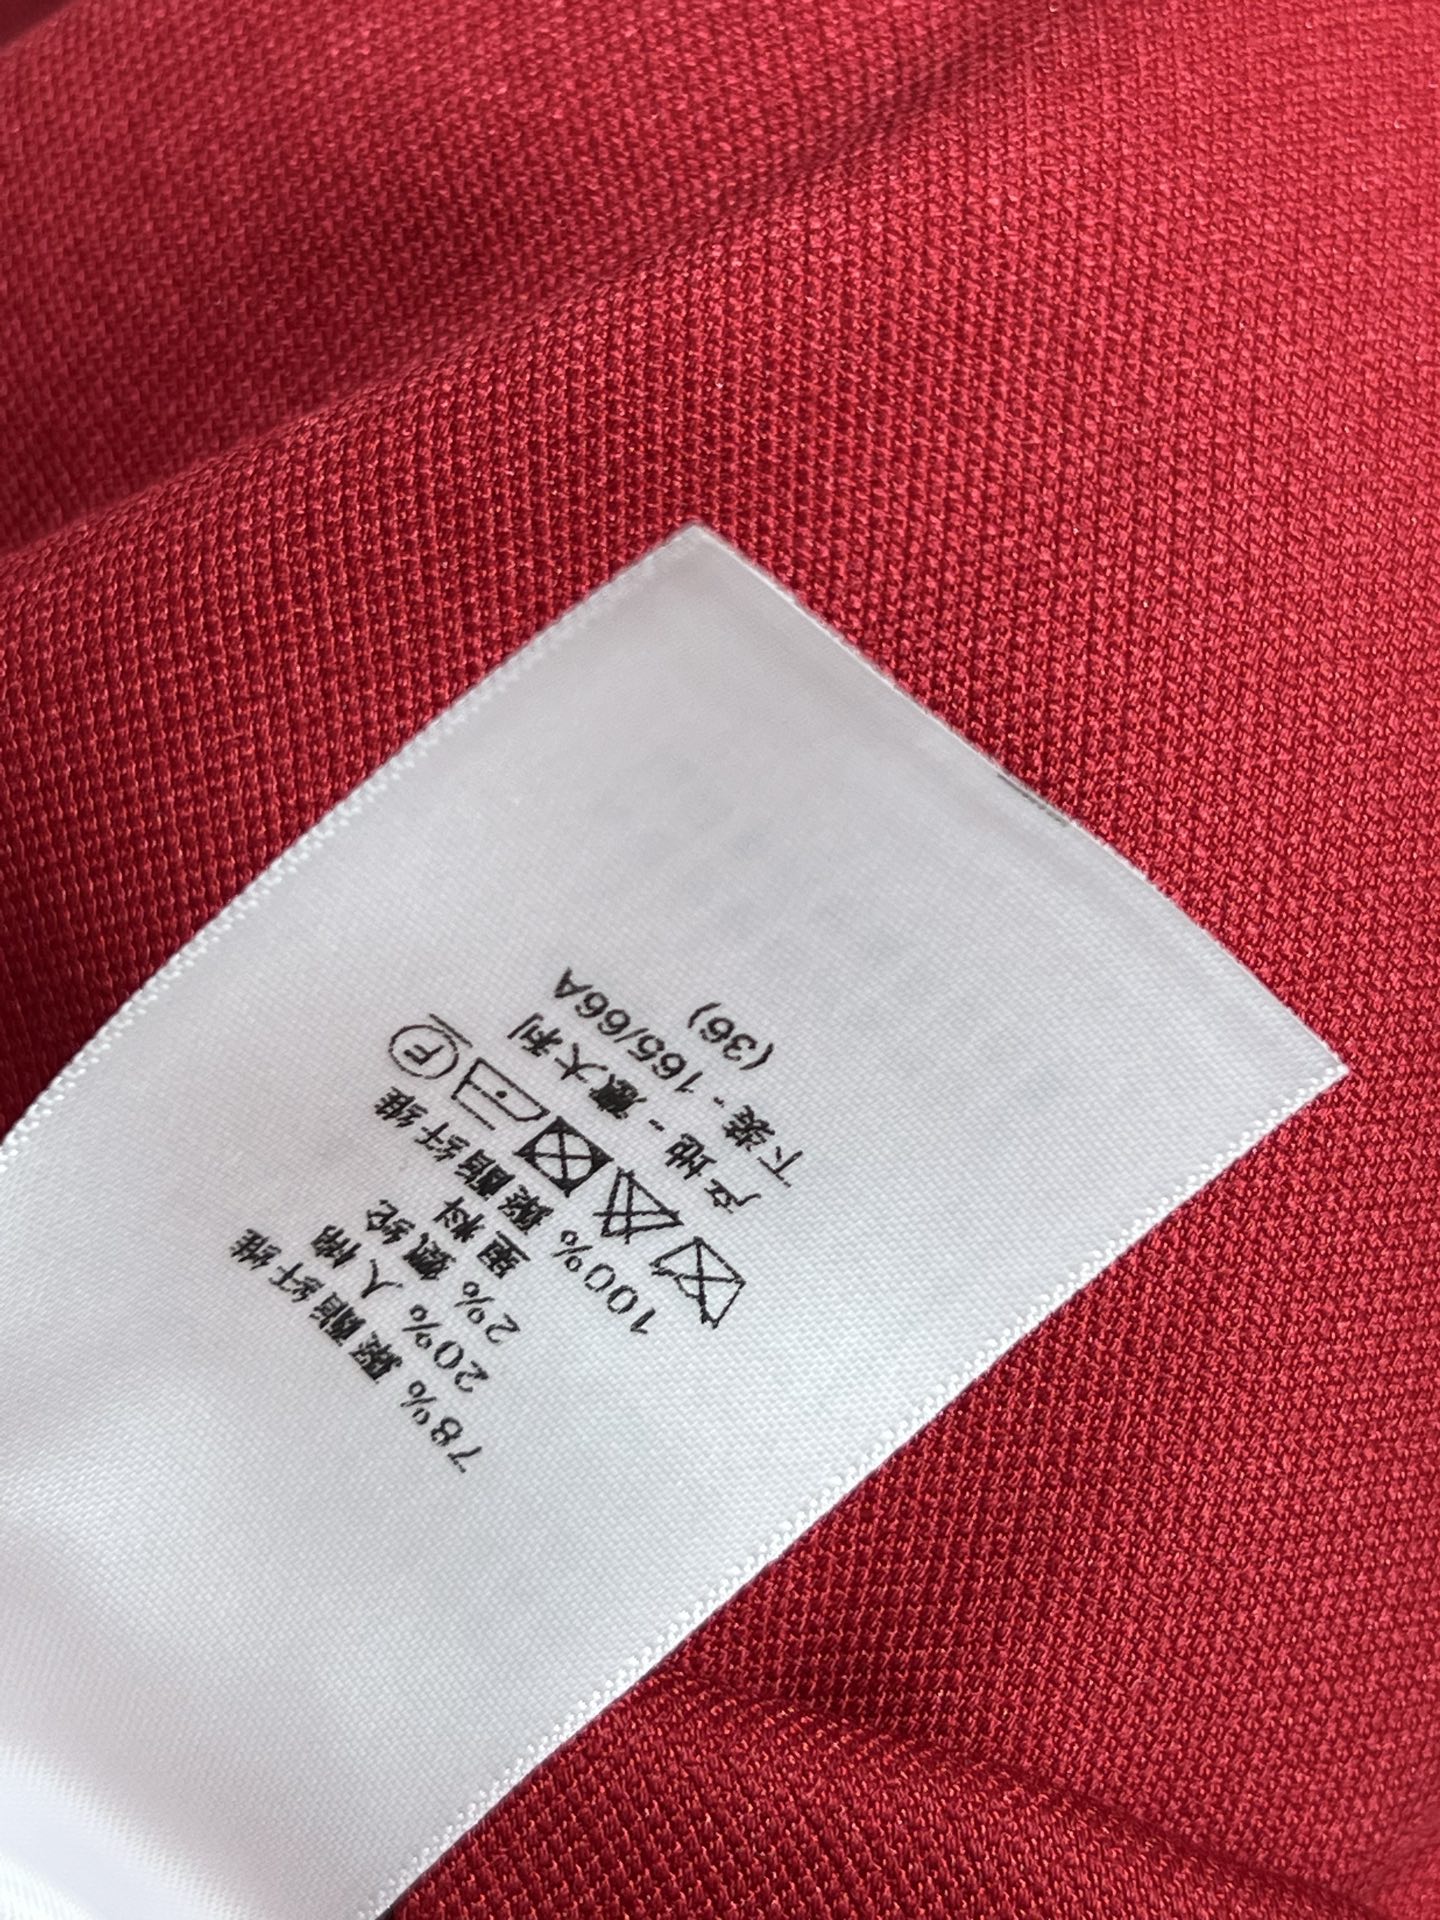 78% 聚酯纤维
20% 人棉
2% 氨纶
里料
100% 聚酯纤维
F
产地 - 意大利
下装 - 165/66A
(36)